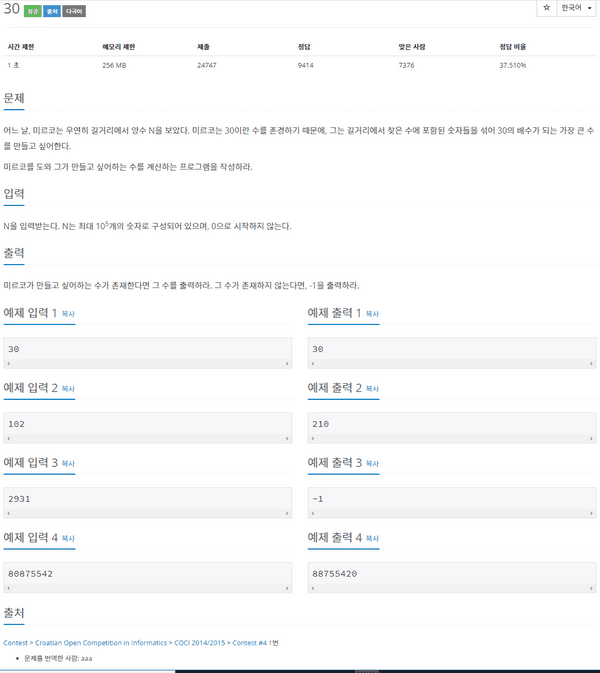 30 성공 출처 다국어
☆ 한국어
시간 제한 메모리 제한 제출 정답 맞은 사람 정답 비율
1 초 256 MB 24747 9414 7376 37.510%
문제
어느 날, 미르코는 우연히 길거리에서 양수 N을 보았다. 미르코는 30이란 수를 존경하기 때문에, 그는 길거리에서 찾은 수에 포함된 숫자들을 섞어 30의 배수가 되는 가장 큰 수
를 만들고 싶어한다.
미르코를 도와 그가 만들고 싶어하는 수를 계산하는 프로그램을 작성하라.
입력
N을 입력받는다. N는 최대 10⁵개의 숫자로 구성되어 있으며, 0으로 시작하지 않는다.
출력
미르코가 만들고 싶어하는 수가 존재한다면 그 수를 출력하라. 그 수가 존재하지 않는다면, -1을 출력하라.
예제 입력 1 복사
30
예제 출력 1 복사
30
예제 입력 2 복사
102
예제 출력 2 복사
210
예제 입력 3 복사
2931
예제 출력 3 복사
-1
예제 입력 4 복사
80875542
예제 출력 4 복사
88755420
출처
Contest > Croatian Open Competition in Informatics > COCI 2014/2015 > Contest #4 1번
문제를 번역한 사람: aaa